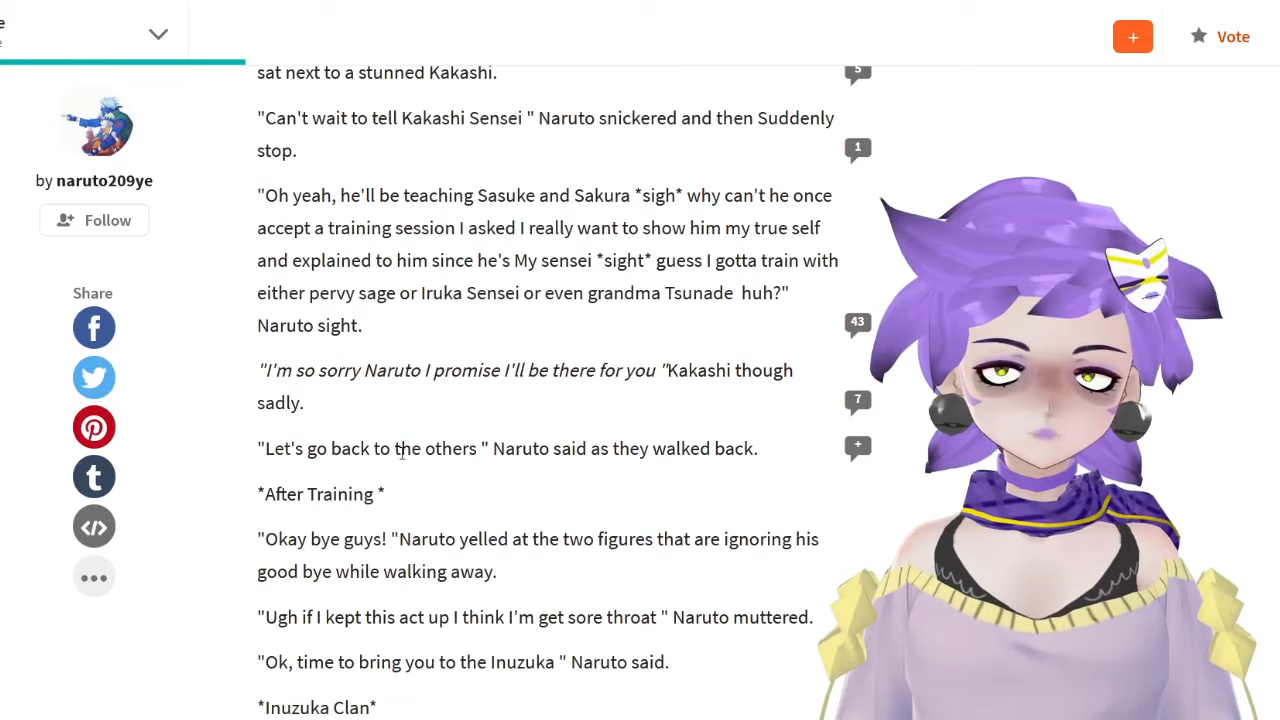 e
e
+
Vote
sat next to a stunned Kakashi.
5
"Can't wait to tell Kakashi Sensei " Naruto snickered and then Suddenly
stop.
1
by naruto209ye
Follow
"Oh yeah, he'll be teaching Sasuke and Sakura *sigh* why can't he once
accept a training session I asked I really want to show him my true self
and explained to him since he's My sensei *sight* guess I gotta train with
either pervy sage or Iruka Sensei or even grandma Tsunade  huh?"
Naruto sight.
43
Share
"I'm so sorry Naruto I promise I'll be there for you "Kakashi though
sadly.
7
"Let's go back to the others " Naruto said as they walked back.
+
*After Training *
"Okay bye guys! "Naruto yelled at the two figures that are ignoring his
good bye while walking away.
"Ugh if I kept this act up I think I'm get sore throat " Naruto muttered.
"Ok, time to bring you to the Inuzuka " Naruto said.
*Inuzuka Clan*